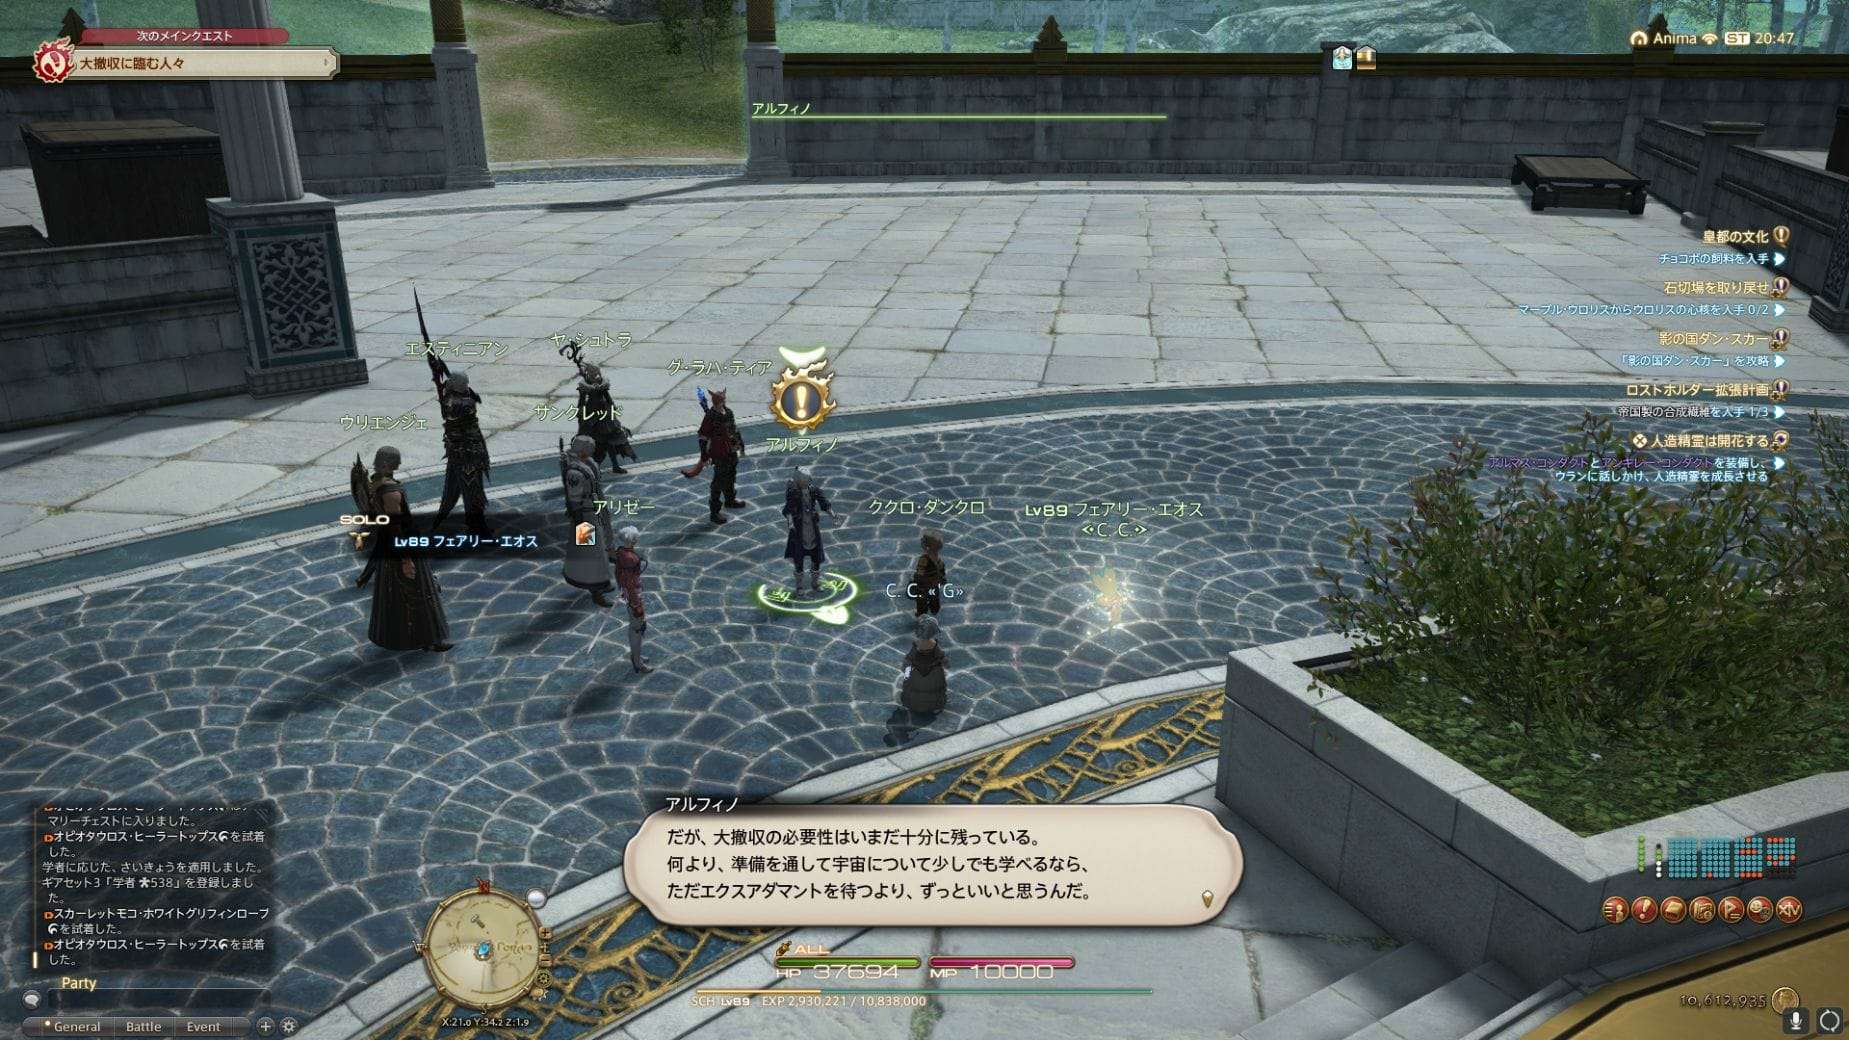 次のメインクエスト
大撤収に臨む人々
Anima ST 20:47
アルフィノ
皇都の文化
チョコボの飼料を入手
石切場を取り戻せ
マーブル・ウロリスからウロリスの心核を入手 0/2
影の国ダン・スカー
「影の国ダン・スカー」を攻略
ロストホルダー拡張計画
帝国製の合成繊維を入手 1/3
人造精霊は開花する
アルマス・コンダクトとアンキレー・コンダクトを装備し、
ウランに話しかけ、人造精霊を成長させる
エスティニアン
ヤ・シュトラ
グ・ラハ・ティア
ウリエンジェ
サンクレッド
アルフィノ
アリゼー
ククロ・ダンクロ
Lv89 フェアリー・エオス
«C. C.»
SOLO
Lv89 フェアリー・エオス
C. C. «'G»
アルフィノ
だが、大撤収の必要性はいまだ十分に残っている。
何より、準備を通して宇宙について少しでも学べるなら、
ただエクスアダマントを待つより、ずっといいと思うんだ。
マリーチェストに入りました。
オピオタウロス・ヒーラートップスを試着
した。
学者に応じた、さいきょうを適用しました。
ギアセット3「学者 538」を登録しまし
た。
スカーレットモコ・ホワイトグリフィンローブ
を試着した。
オピオタウロス・ヒーラートップスを試着
した。
Party
General Battle Event
X:21.0 Y:34.2 Z:1.9
ALL
HP 37694 MP 10000
SCH Lv89 EXP 2,930,221 / 10,838,000
10,612,935
XIV